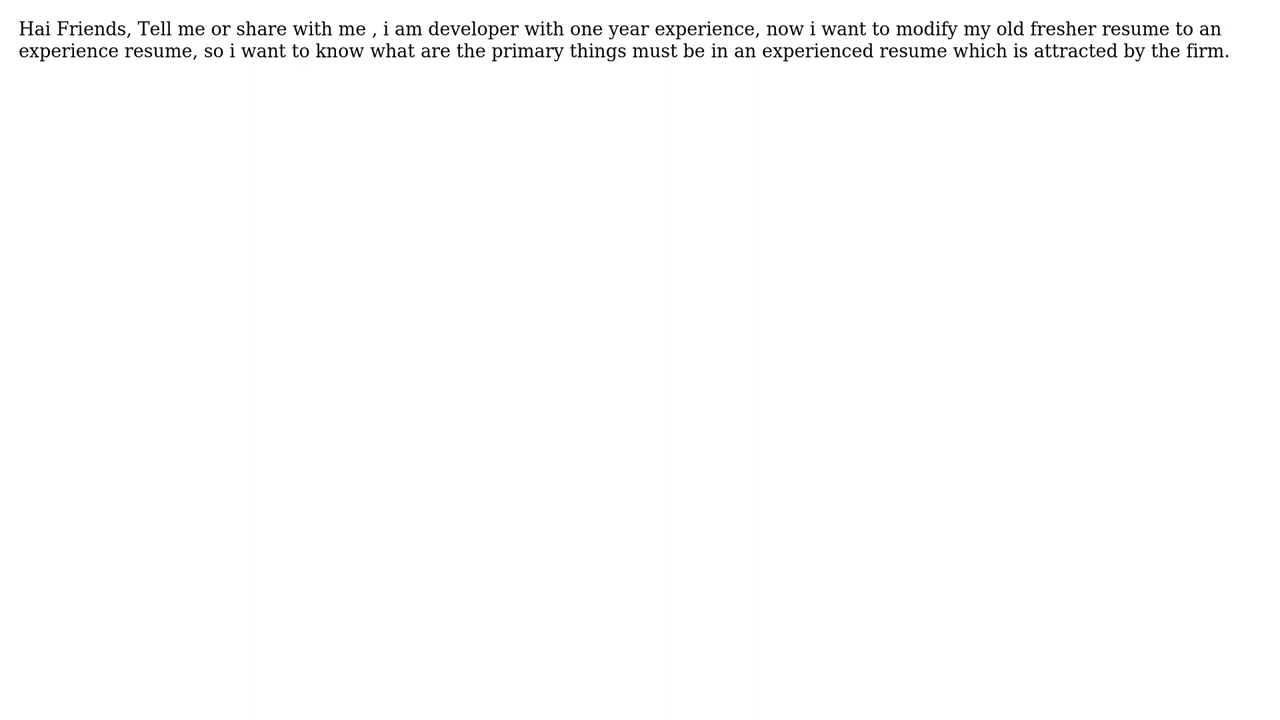 Hai Friends, Tell me or share with me , i am developer with one year experience, now i want to modify my old fresher resume to an
experience resume, so i want to know what are the primary things must be in an experienced resume which is attracted by the firm.